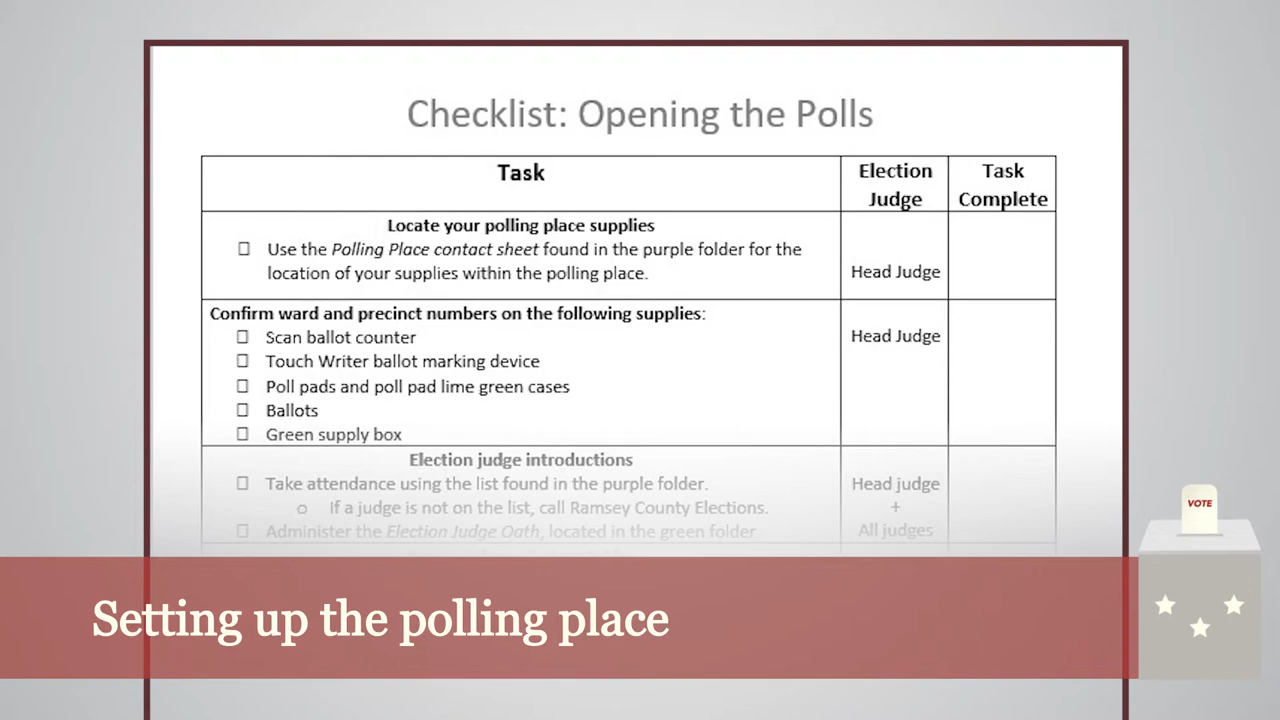 Checklist: Opening the Polls
Task
Election
Judge
Task
Complete
Locate your polling place supplies
☐ Use the Polling Place contact sheet found in the purple folder for the
location of your supplies within the polling place.
Head Judge
Confirm ward and precinct numbers on the following supplies:
☐ Scan ballot counter
☐ Touch Writer ballot marking device
☐ Poll pads and poll pad lime green cases
☐ Ballots
☐ Green supply box
Head Judge
Election judge introductions
☐ Take attendance using the list found in the purple folder.
o If a judge is not on the list, call Ramsey County Elections.
☐ Administer the Election Judge Oath, located in the green folder
Head judge
+
All judges
VOTE
Setting up the polling place